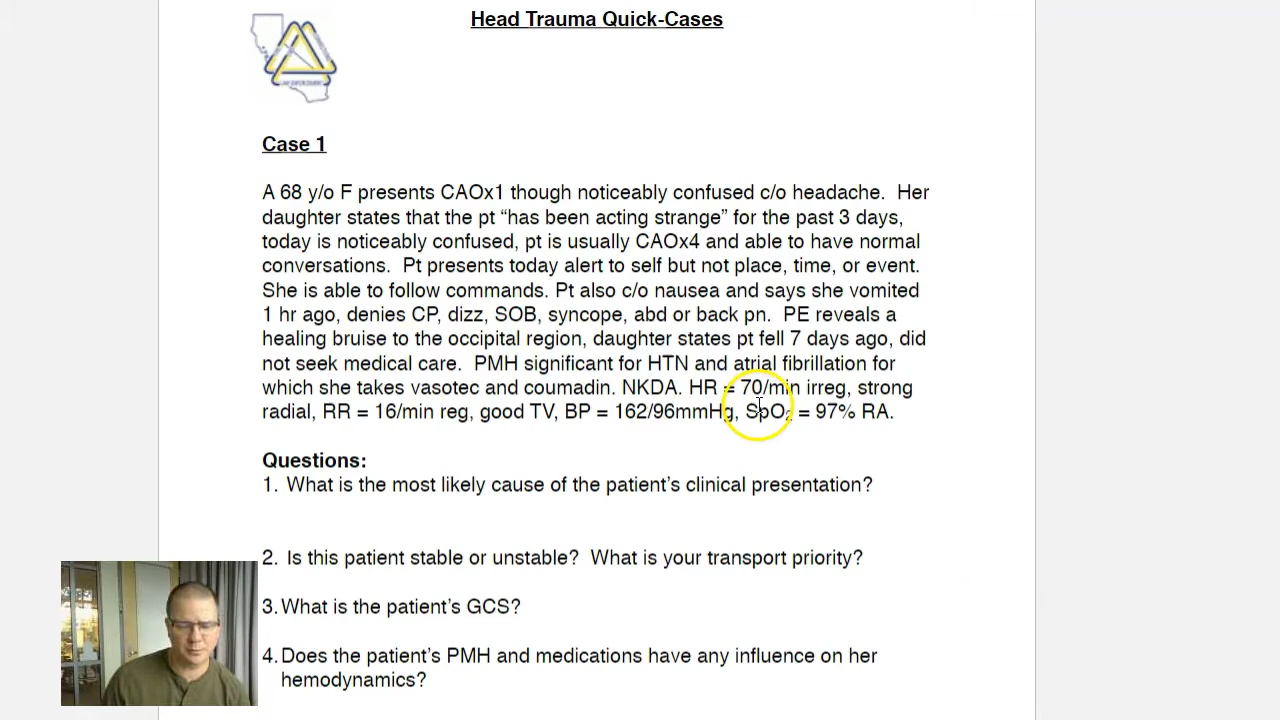 Head Trauma Quick-Cases
Case 1
A 68 y/o F presents CAOx1 though noticeably confused c/o headache.  Her
daughter states that the pt “has been acting strange” for the past 3 days,
today is noticeably confused, pt is usually CAOx4 and able to have normal
conversations.  Pt presents today alert to self but not place, time, or event.
She is able to follow commands. Pt also c/o nausea and says she vomited
1 hr ago, denies CP, dizz, SOB, syncope, abd or back pn.  PE reveals a
healing bruise to the occipital region, daughter states pt fell 7 days ago, did
not seek medical care.  PMH significant for HTN and atrial fibrillation for
which she takes vasotec and coumadin. NKDA. HR = 70/min irreg, strong
radial, RR = 16/min reg, good TV, BP = 162/96mmHg, SpO₂ = 97% RA.
Questions:
1. What is the most likely cause of the patient’s clinical presentation?
2. Is this patient stable or unstable?  What is your transport priority?
3. What is the patient’s GCS?
4. Does the patient’s PMH and medications have any influence on her
hemodynamics?